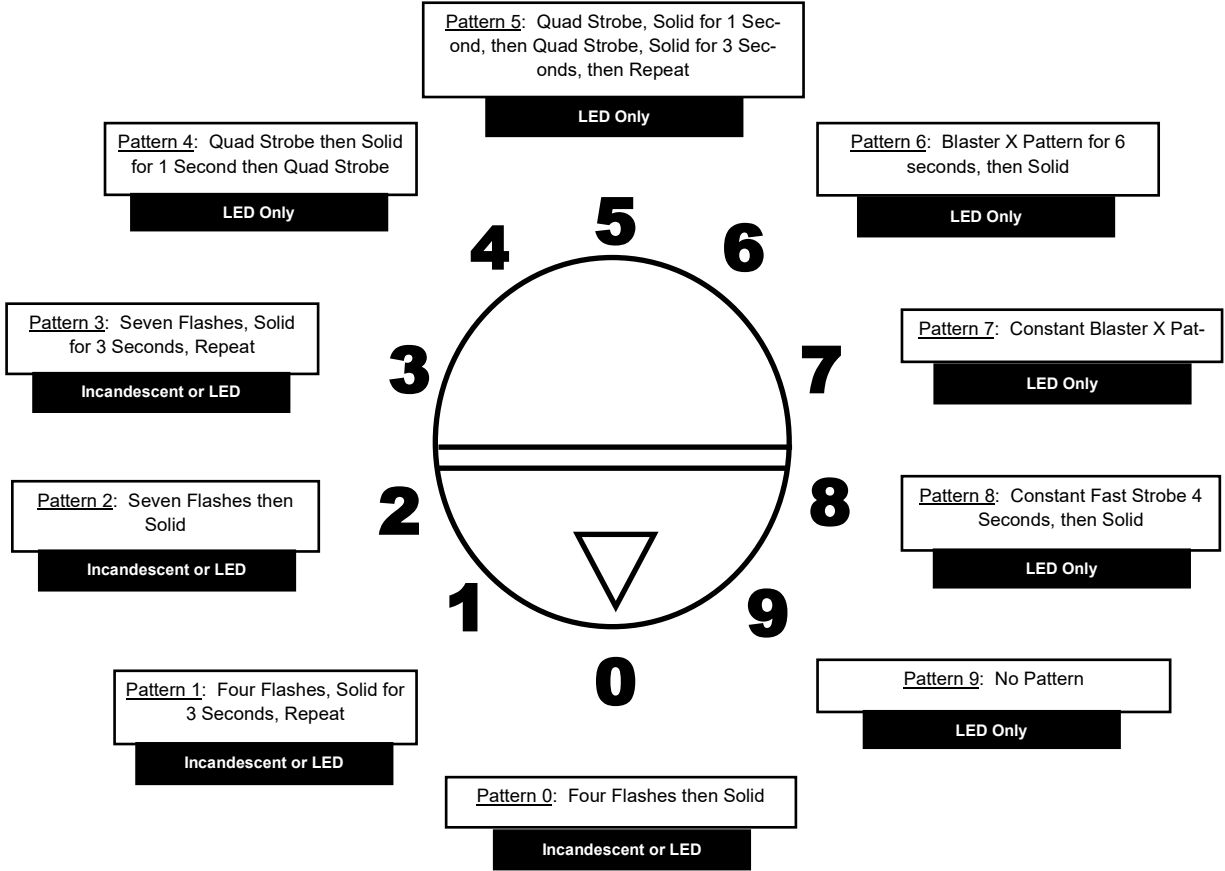 Pattern 5: Quad Strobe, Solid for 1 Sec-
ond, then Quad Strobe, Solid for 3 Sec-
onds, then Repeat
LED Only
Pattern 4: Quad Strobe then Solid
for 1 Second then Quad Strobe
LED Only
Pattern 6: Blaster X Pattern for 6
seconds, then Solid
LED Only
Pattern 3: Seven Flashes, Solid
for 3 Seconds, Repeat
Incandescent or LED
Pattern 7: Constant Blaster X Pat-
LED Only
Pattern 2: Seven Flashes then
Solid
Incandescent or LED
Pattern 8: Constant Fast Strobe 4
Seconds, then Solid
LED Only
Pattern 1: Four Flashes, Solid for
3 Seconds, Repeat
Incandescent or LED
Pattern 9: No Pattern
LED Only
Pattern 0: Four Flashes then Solid
Incandescent or LED
5
4
6
3
7
2
8
1
9
0